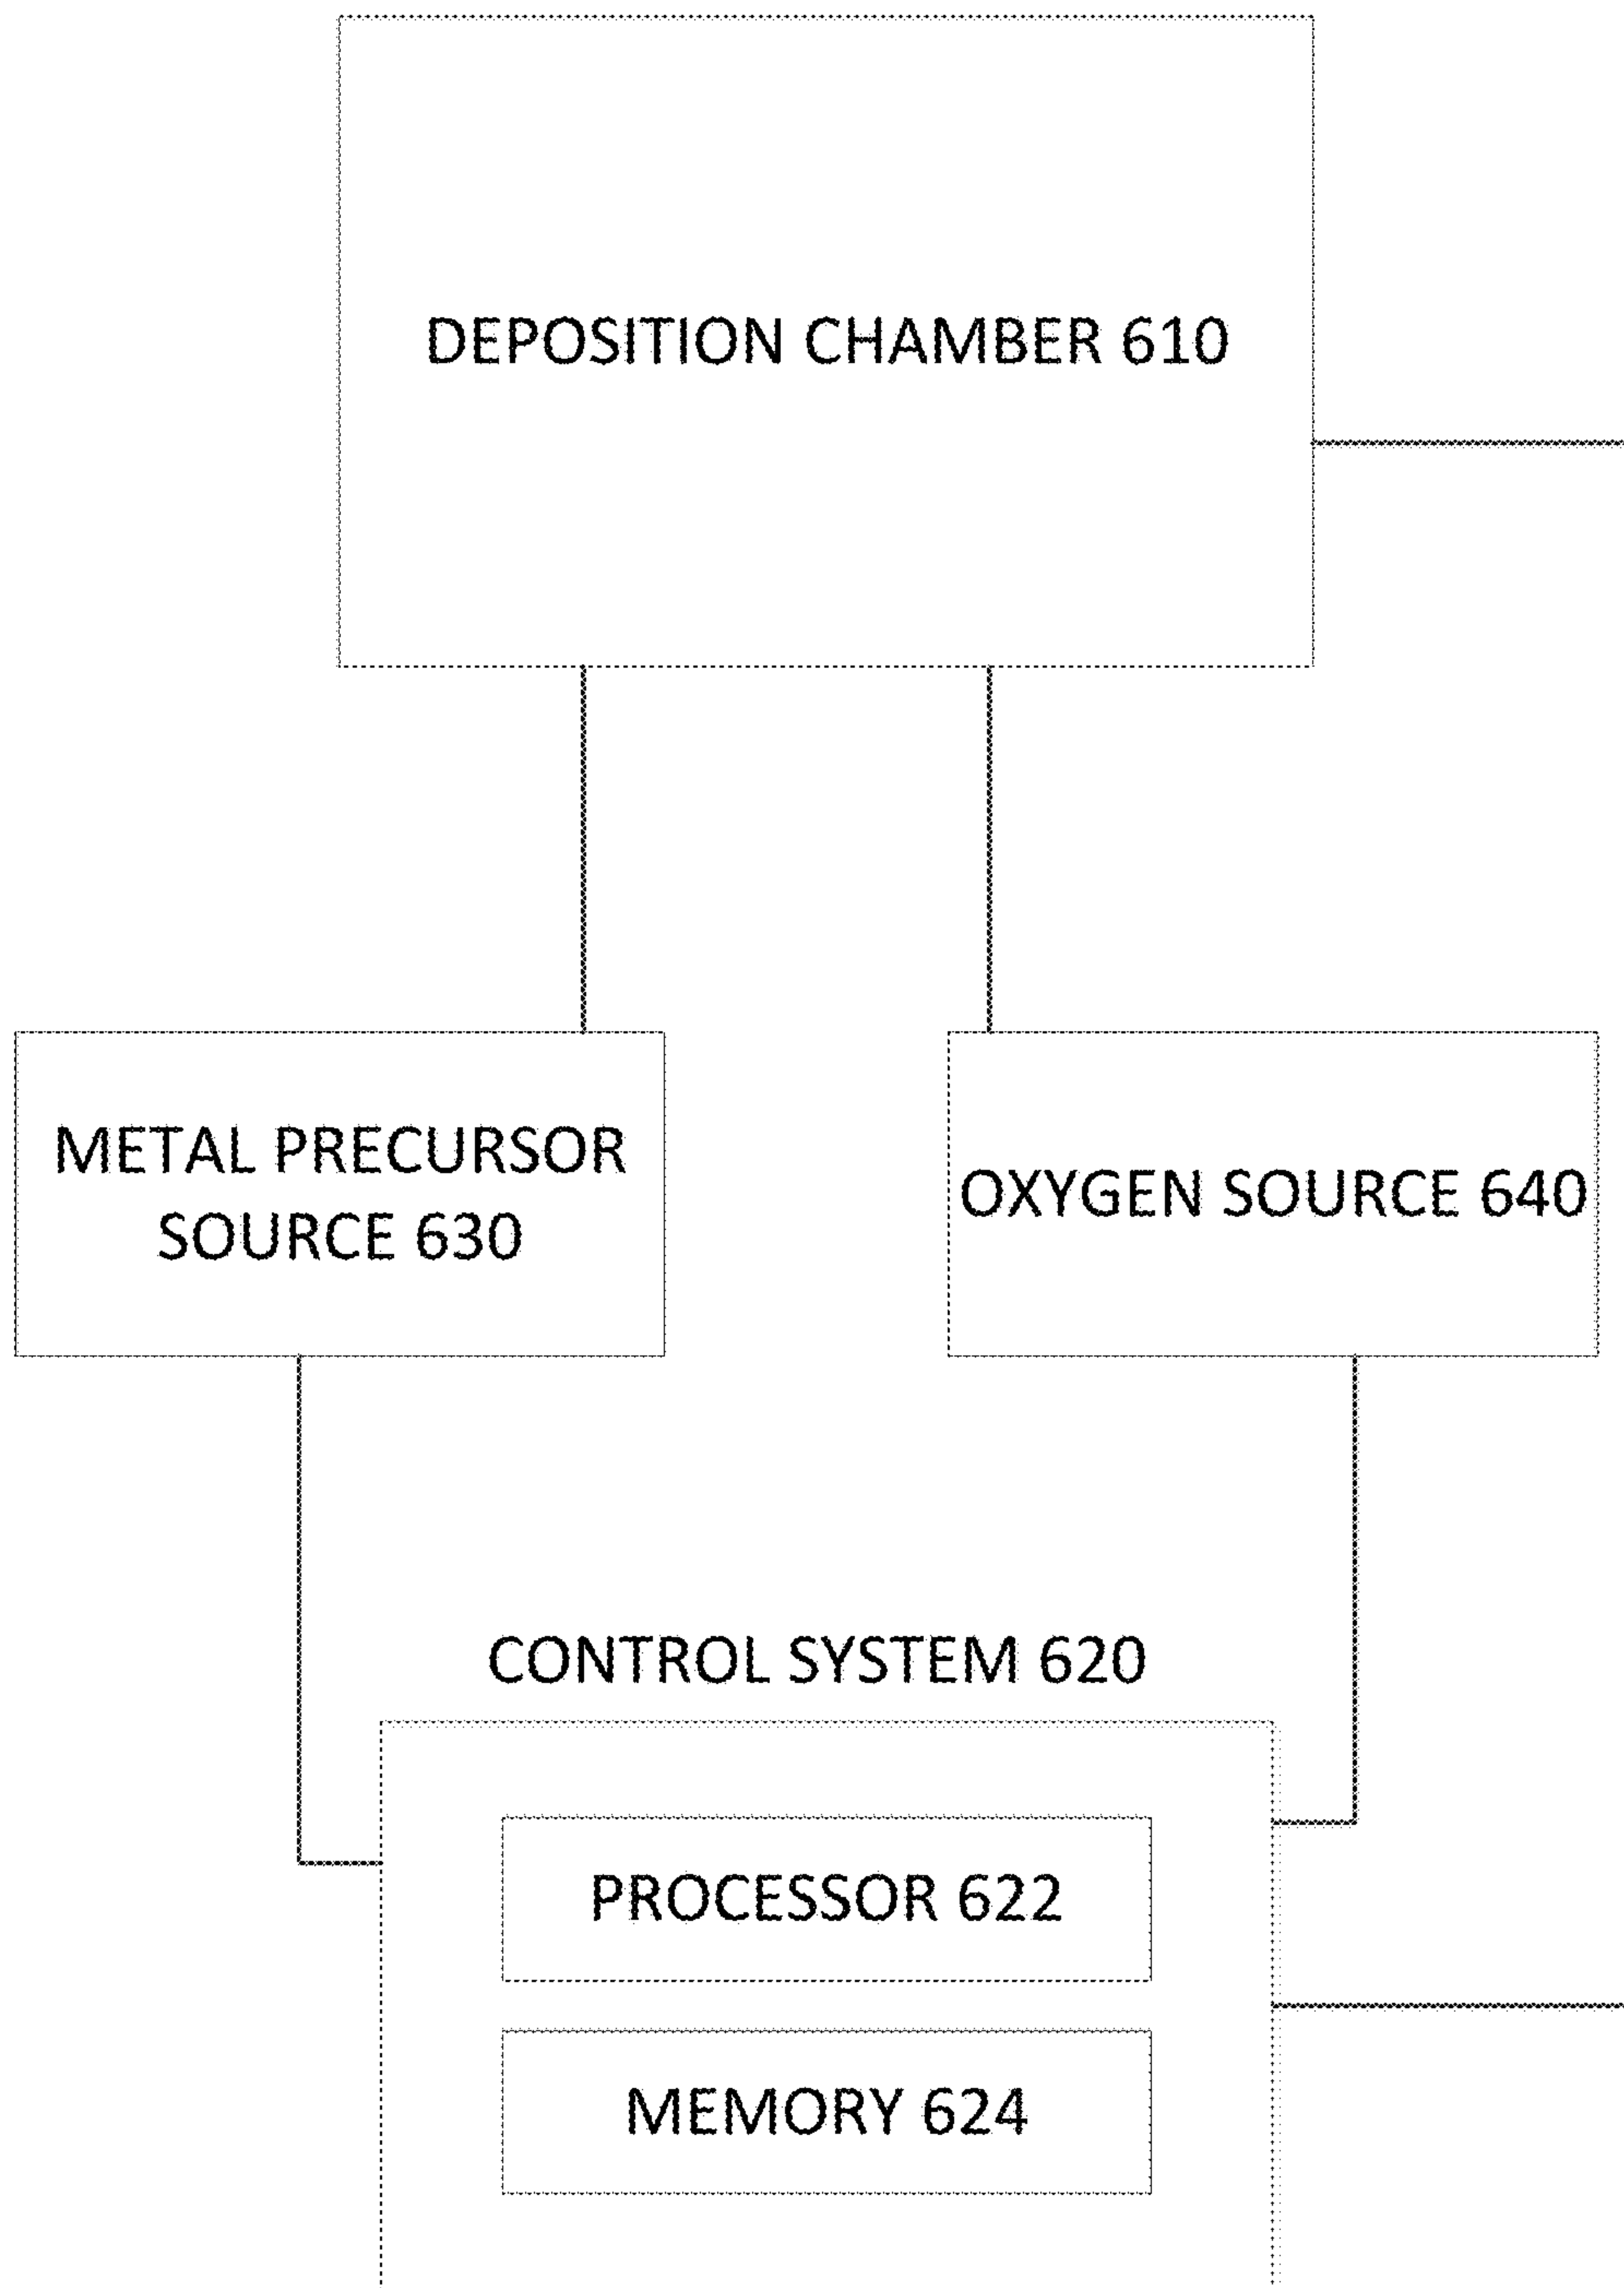 DEPOSITION CHAMBER 610
METAL PRECURSOR
SOURCE 630
OXYGEN SOURCE 640
CONTROL SYSTEM 620
PROCESSOR 622
MEMORY 624